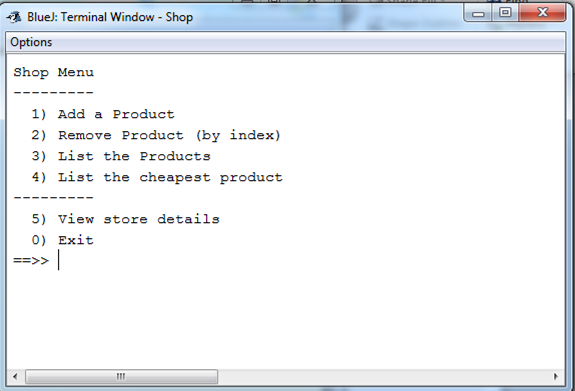 BlueJ: Terminal Window - Shop
Options
Shop Menu
---------
  1) Add a Product
  2) Remove Product (by index)
  3) List the Products
  4) List the cheapest product
---------
  5) View store details
  0) Exit
==>>